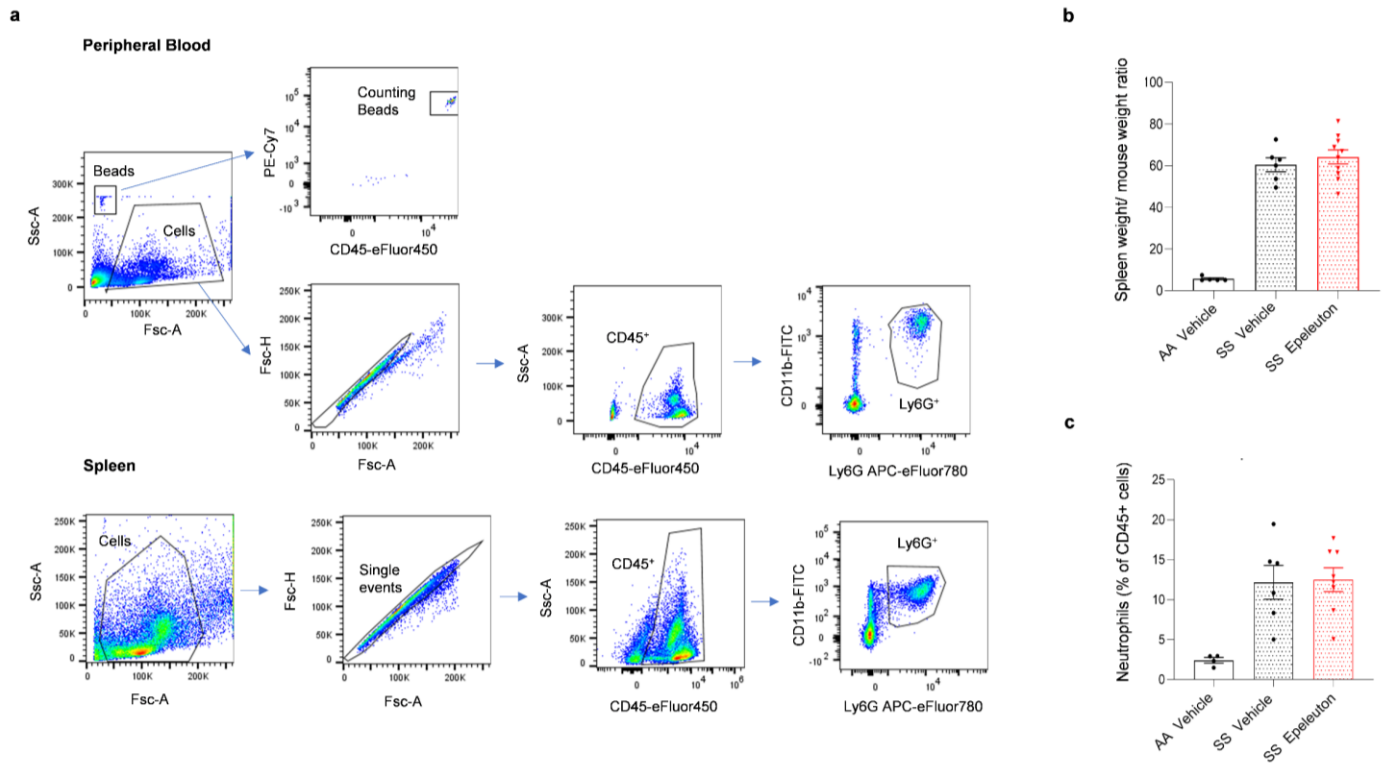 a
Peripheral Blood
Beads
Cells
300K
200K
100K
0
Ssc-A
0
100K
200K
Fsc-A
Counting
Beads
10^5
10^4
10^3
0
-10^3
PE-Cy7
0
10^4
CD45-eFluor450
250K
200K
150K
100K
50K
0
Fsc-H
0
100K
200K
Fsc-A
CD45+
300K
200K
100K
0
Ssc-A
0
10^4
CD45-eFluor450
10^4
10^3
0
CD11b-FITC
Ly6G+
0
10^4
Ly6G APC-eFluor780
Spleen
Cells
250K
200K
150K
100K
50K
0
Ssc-A
0
100K
200K
Fsc-A
Single
events
250K
200K
150K
100K
50K
0
Fsc-H
0
100K
200K
Fsc-A
CD45+
250K
200K
150K
100K
50K
0
Ssc-A
0
10^4
10^6
CD45-eFluor450
Ly6G+
10^5
10^4
10^3
10^2
0
-10^2
CD11b-FITC
0
10^4
Ly6G APC-eFluor780
b
Spleen weight/ mouse weight ratio
100
80
60
40
20
0
AA Vehicle
SS Vehicle
SS Epeleuton
c
Neutrophils (% of CD45+ cells)
25
20
15
10
5
0
AA Vehicle
SS Vehicle
SS Epeleuton